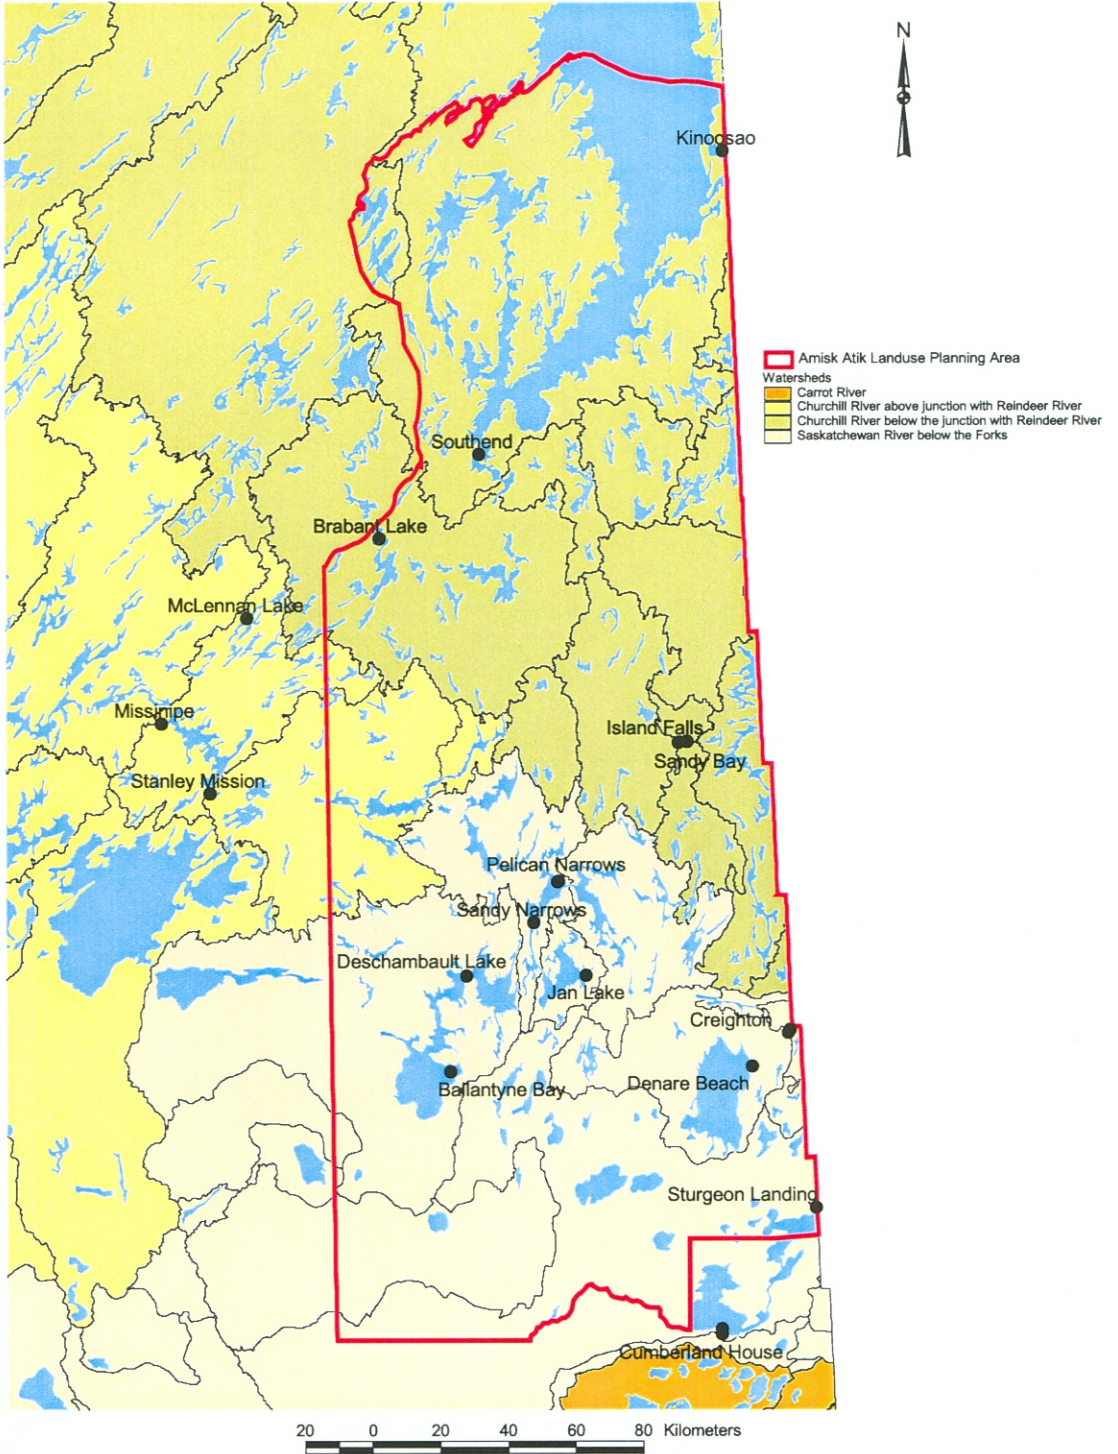 N
Kinoosao
Amisk Atik Landuse Planning Area
Watersheds
Carrot River
Churchill River above junction with Reindeer River
Churchill River below the junction with Reindeer River
Saskatchewan River below the Forks
Southend
Brabant Lake
McLennan Lake
Missinipe
Island Falls
Sandy Bay
Stanley Mission
Pelican Narrows
Sandy Narrows
Deschambault Lake
Jan Lake
Creighton
Denare Beach
Ballantyne Bay
Sturgeon Landing
Cumberland House
20 0 20 40 60 80 Kilometers